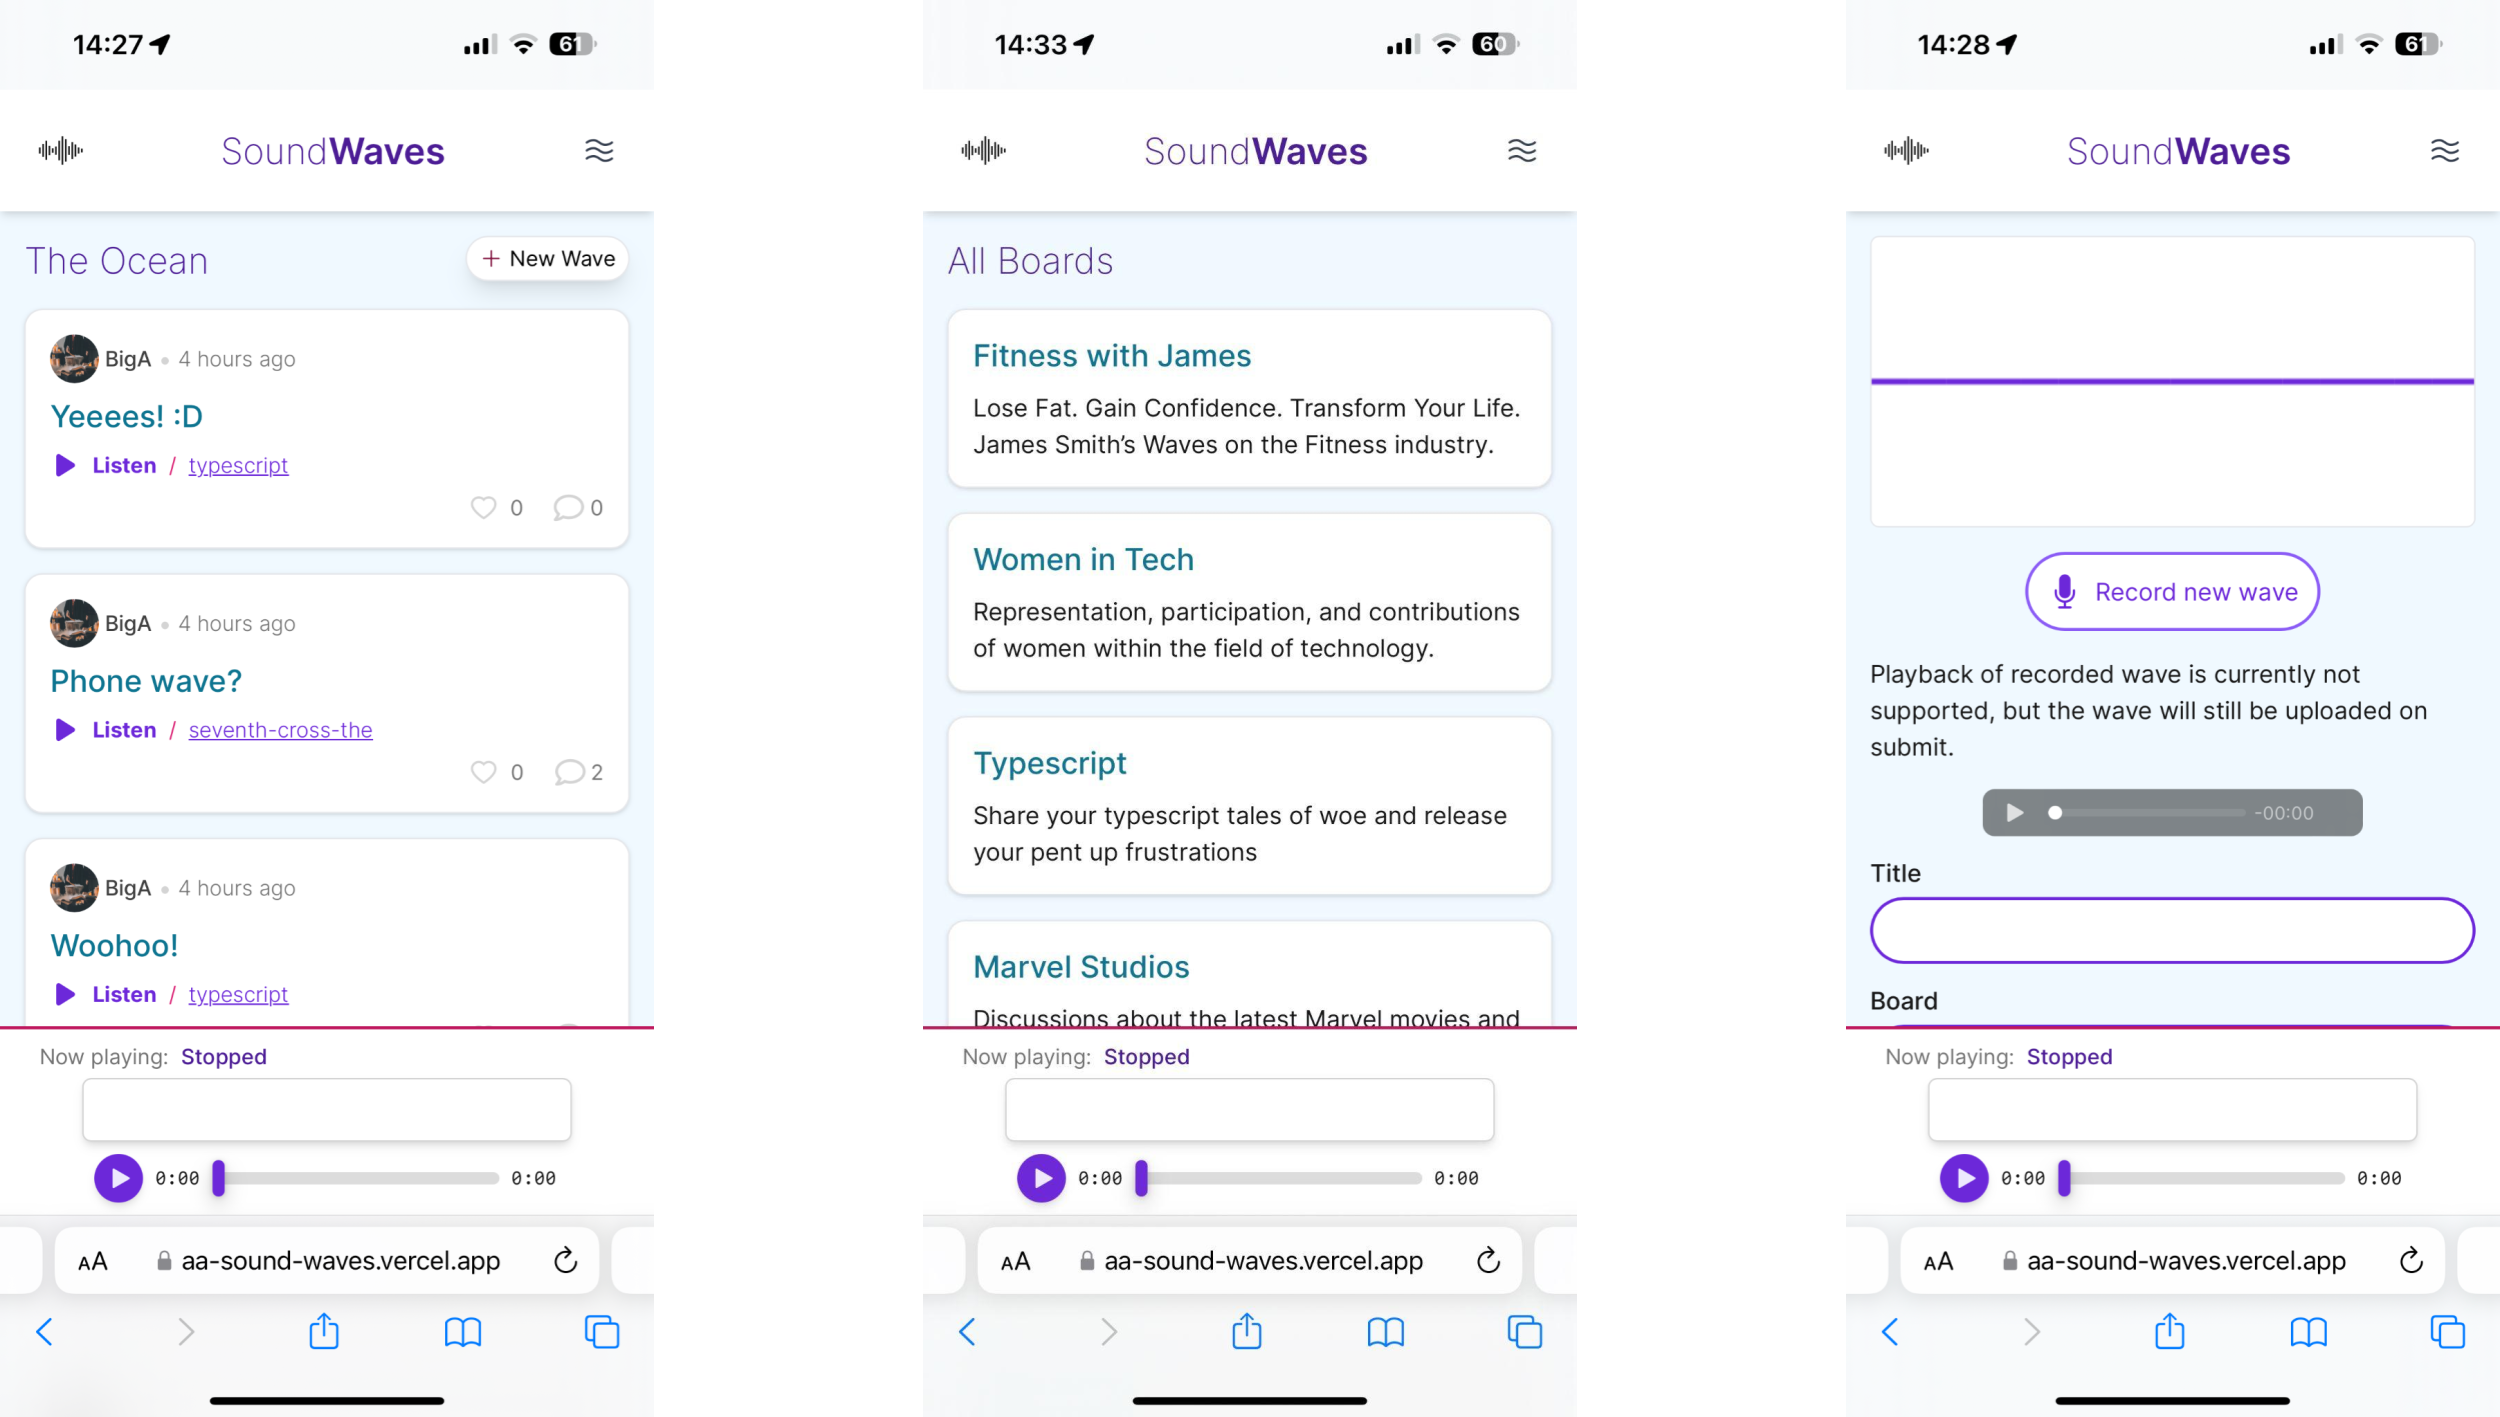 14:27
61
SoundWaves
The Ocean
+ New Wave
BigA • 4 hours ago
Yeeees! :D
Listen / typescript
0 0
BigA • 4 hours ago
Phone wave?
Listen / seventh-cross-the
0 2
BigA • 4 hours ago
Woohoo!
Listen / typescript
Now playing: Stopped
0:00 0:00
AA aa-sound-waves.vercel.app
14:33
60
SoundWaves
All Boards
Fitness with James
Lose Fat. Gain Confidence. Transform Your Life.
James Smith’s Waves on the Fitness industry.
Women in Tech
Representation, participation, and contributions
of women within the field of technology.
Typescript
Share your typescript tales of woe and release
your pent up frustrations
Marvel Studios
Discussions about the latest Marvel movies and
Now playing: Stopped
0:00 0:00
AA aa-sound-waves.vercel.app
14:28
61
SoundWaves
Record new wave
Playback of recorded wave is currently not
supported, but the wave will still be uploaded on
submit.
-00:00
Title
Board
Now playing: Stopped
0:00 0:00
AA aa-sound-waves.vercel.app